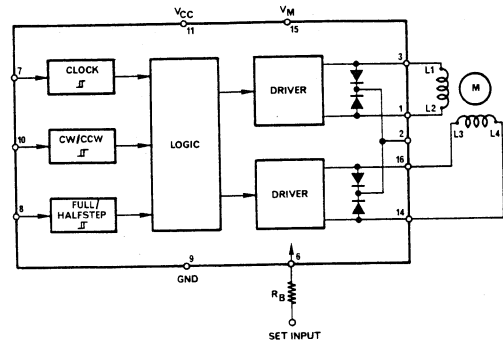 VCC
11
VM
15
7
CLOCK
10
CW/CCW
8
FULL/
HALFSTEP
LOGIC
DRIVER
DRIVER
3
1
2
16
14
L1
L2
M
L3
L4
9
GND
6
RB
SET INPUT